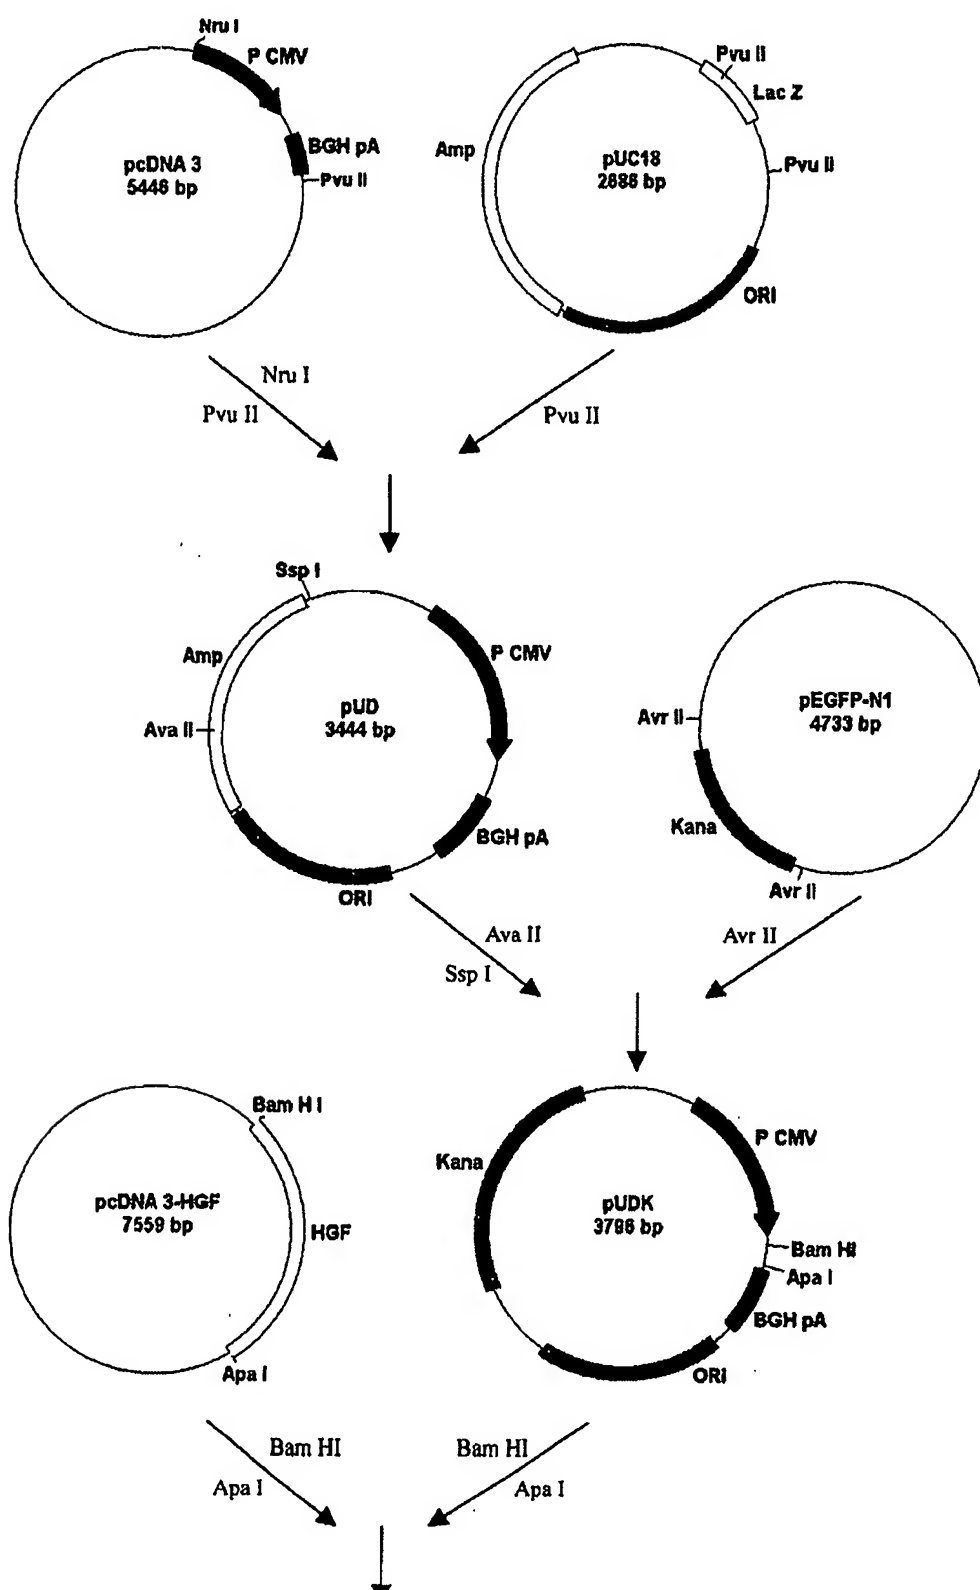 Nru I
P CMV
BGH pA
Pvu II
pcDNA 3
5446 bp
Pvu II
Lac Z
Amp
pUC18
2686 bp
Pvu II
ORI
Nru I
Pvu II
Pvu II
Ssp I
Amp
P CMV
Ava II
pUD
3444 bp
BGH pA
ORI
pEGFP-N1
4733 bp
Avr II
Kana
Avr II
Ava II
Ssp I
Avr II
Bam H I
pcDNA 3-HGF
7559 bp
HGF
Apa I
P CMV
Kana
pUDK
3796 bp
Bam HI
Apa I
BGH pA
ORI
Bam HI
Apa I
Bam HI
Apa I